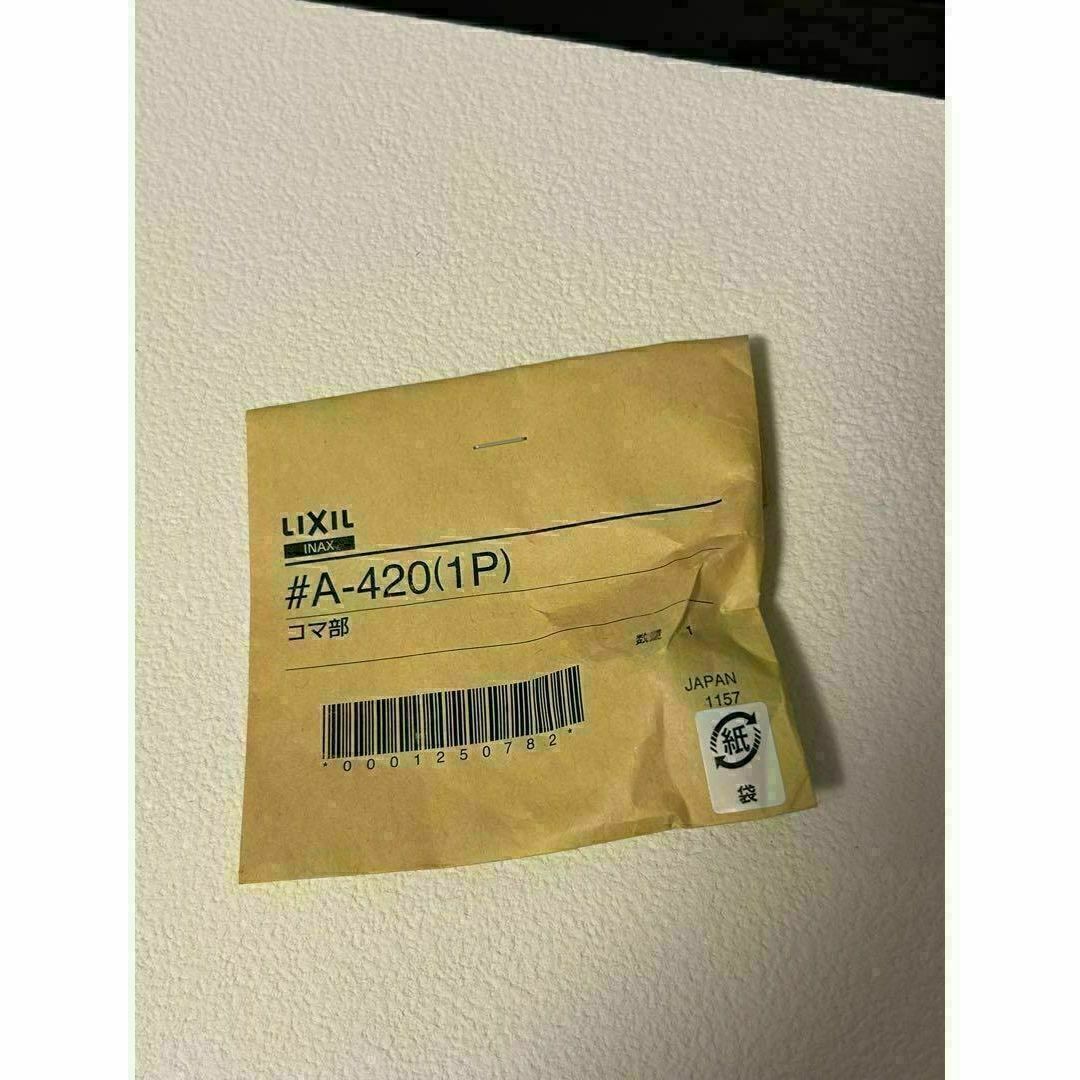 LIXIL
INAX
#A-420(1P)
コマ部
数量 1
*0001250782*
JAPAN
1157
紙
袋